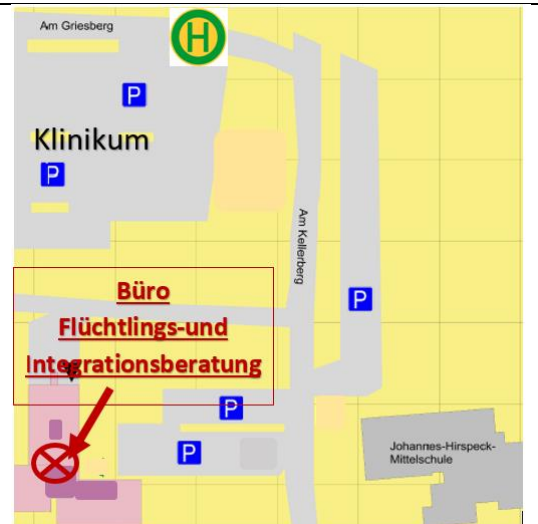 Am Griesberg
H
P
Klinikum
P
Am Kellerberg
Büro
Flüchtlings-und
Integrationsberatung
P
P
P
Johannes-Hirspeck-
Mittelschule